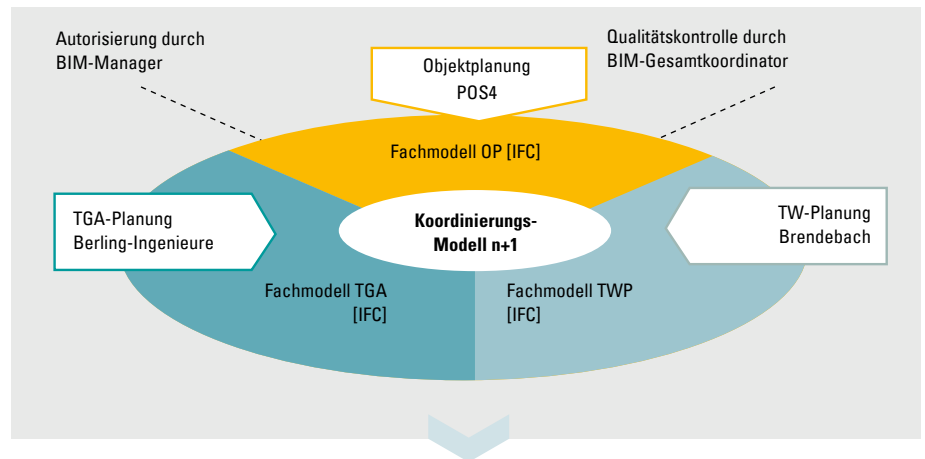 Autorisierung durch
BIM-Manager
Objektplanung
POS4
Qualitätskontrolle durch
BIM-Gesamtkoordinator
Fachmodell OP [IFC]
TGA-Planung
Berling-Ingenieure
Koordinierungs-
Modell n+1
TW-Planung
Brendebach
Fachmodell TGA
[IFC]
Fachmodell TWP
[IFC]